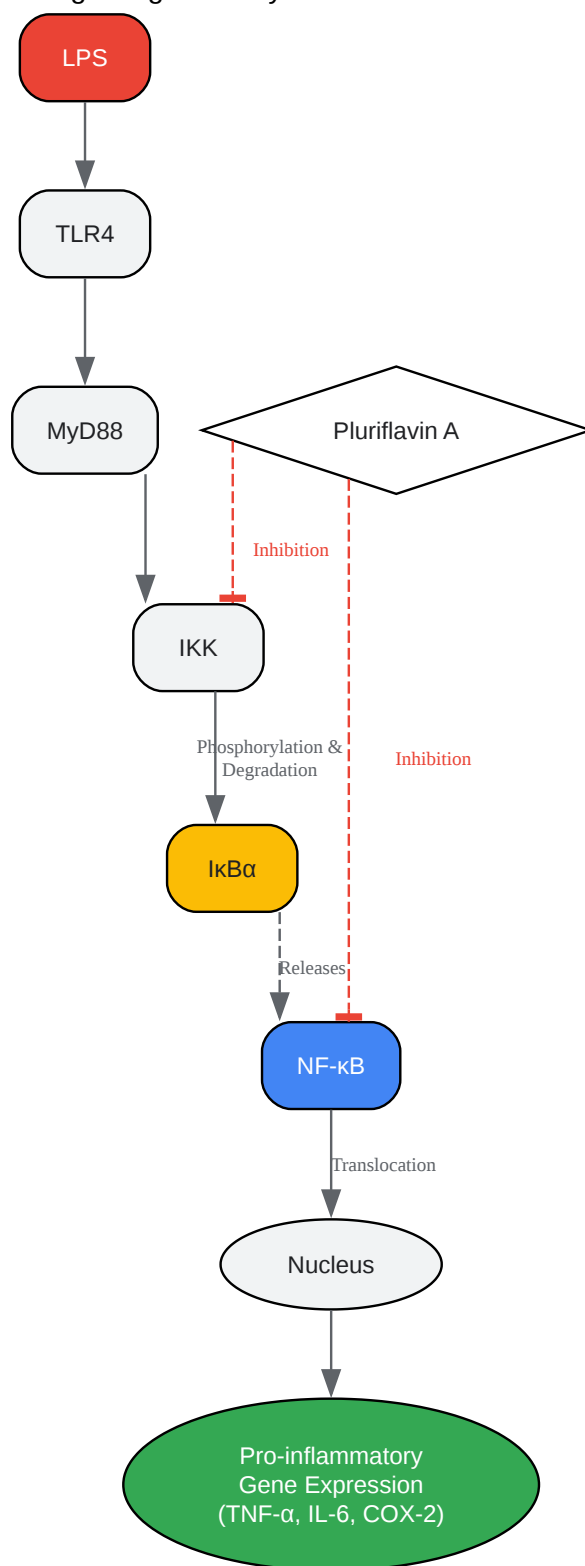 LPS
TLR4
MyD88
Pluriflavin A
Inhibition
IKK
Phosphorylation &
Degradation
Inhibition
IκBα
Releases
NF-κB
Translocation
Nucleus
Pro-inflammatory
Gene Expression
(TNF-α, IL-6, COX-2)